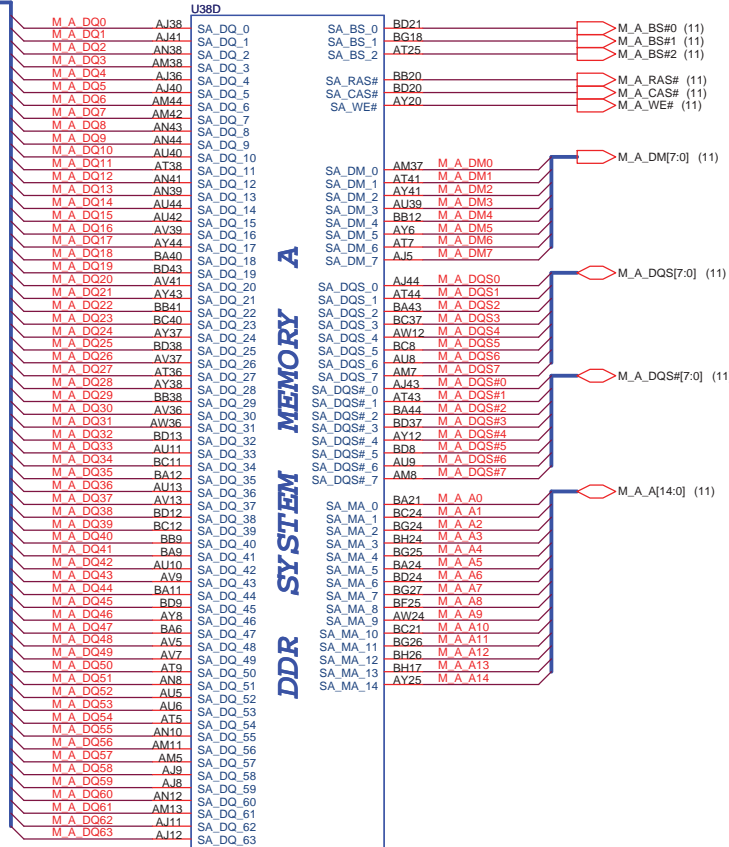 U38D
M_A_DQ0 AJ38 SA_DQ_0
M_A_DQ1 AJ41 SA_DQ_1
M_A_DQ2 AN38 SA_DQ_2
M_A_DQ3 AM38 SA_DQ_3
M_A_DQ4 AJ36 SA_DQ_4
M_A_DQ5 AJ40 SA_DQ_5
M_A_DQ6 AM44 SA_DQ_6
M_A_DQ7 AM42 SA_DQ_7
M_A_DQ8 AN43 SA_DQ_8
M_A_DQ9 AN44 SA_DQ_9
M_A_DQ10 AU40 SA_DQ_10
M_A_DQ11 AT38 SA_DQ_11
M_A_DQ12 AN41 SA_DQ_12
M_A_DQ13 AN39 SA_DQ_13
M_A_DQ14 AU44 SA_DQ_14
M_A_DQ15 AU42 SA_DQ_15
M_A_DQ16 AV39 SA_DQ_16
M_A_DQ17 AY44 SA_DQ_17
M_A_DQ18 BA40 SA_DQ_18
M_A_DQ19 BD43 SA_DQ_19
M_A_DQ20 AV41 SA_DQ_20
M_A_DQ21 AY43 SA_DQ_21
M_A_DQ22 BB41 SA_DQ_22
M_A_DQ23 BC40 SA_DQ_23
M_A_DQ24 AY37 SA_DQ_24
M_A_DQ25 BD38 SA_DQ_25
M_A_DQ26 AV37 SA_DQ_26
M_A_DQ27 AT36 SA_DQ_27
M_A_DQ28 AY38 SA_DQ_28
M_A_DQ29 BB38 SA_DQ_29
M_A_DQ30 AV36 SA_DQ_30
M_A_DQ31 AW36 SA_DQ_31
M_A_DQ32 BD13 SA_DQ_32
M_A_DQ33 AU11 SA_DQ_33
M_A_DQ34 BC11 SA_DQ_34
M_A_DQ35 BA12 SA_DQ_35
M_A_DQ36 AU13 SA_DQ_36
M_A_DQ37 AV13 SA_DQ_37
M_A_DQ38 BD12 SA_DQ_38
M_A_DQ39 BC12 SA_DQ_39
M_A_DQ40 BB9 SA_DQ_40
M_A_DQ41 BA9 SA_DQ_41
M_A_DQ42 AU10 SA_DQ_42
M_A_DQ43 AV9 SA_DQ_43
M_A_DQ44 BA11 SA_DQ_44
M_A_DQ45 BD9 SA_DQ_45
M_A_DQ46 AY8 SA_DQ_46
M_A_DQ47 BA6 SA_DQ_47
M_A_DQ48 AV5 SA_DQ_48
M_A_DQ49 AV7 SA_DQ_49
M_A_DQ50 AT9 SA_DQ_50
M_A_DQ51 AN8 SA_DQ_51
M_A_DQ52 AU5 SA_DQ_52
M_A_DQ53 AU6 SA_DQ_53
M_A_DQ54 AT5 SA_DQ_54
M_A_DQ55 AN10 SA_DQ_55
M_A_DQ56 AM11 SA_DQ_56
M_A_DQ57 AM5 SA_DQ_57
M_A_DQ58 AJ9 SA_DQ_58
M_A_DQ59 AJ8 SA_DQ_59
M_A_DQ60 AN12 SA_DQ_60
M_A_DQ61 AM13 SA_DQ_61
M_A_DQ62 AJ11 SA_DQ_62
M_A_DQ63 AJ12 SA_DQ_63
DDR SYSTEM MEMORY A
SA_BS_0 BD21 M_A_BS#0 (11)
SA_BS_1 BG18 M_A_BS#1 (11)
SA_BS_2 AT25 M_A_BS#2 (11)
SA_RAS# BB20 M_A_RAS# (11)
SA_CAS# BD20 M_A_CAS# (11)
SA_WE# AY20 M_A_WE# (11)
M_A_DM[7:0] (11)
SA_DM_0 AM37 M_A_DM0
SA_DM_1 AT41 M_A_DM1
SA_DM_2 AY41 M_A_DM2
SA_DM_3 AU39 M_A_DM3
SA_DM_4 BB12 M_A_DM4
SA_DM_5 AY6 M_A_DM5
SA_DM_6 AT7 M_A_DM6
SA_DM_7 AJ5 M_A_DM7
M_A_DQS[7:0] (11)
SA_DQS_0 AJ44 M_A_DQS0
SA_DQS_1 AT44 M_A_DQS1
SA_DQS_2 BA43 M_A_DQS2
SA_DQS_3 BC37 M_A_DQS3
SA_DQS_4 AW12 M_A_DQS4
SA_DQS_5 BC8 M_A_DQS5
SA_DQS_6 AU8 M_A_DQS6
SA_DQS_7 AM7 M_A_DQS7
M_A_DQS#[7:0] (11
SA_DQS#_0 AJ43 M_A_DQS#0
SA_DQS#_1 AT43 M_A_DQS#1
SA_DQS#_2 BA44 M_A_DQS#2
SA_DQS#_3 BD37 M_A_DQS#3
SA_DQS#_4 AY12 M_A_DQS#4
SA_DQS#_5 BD8 M_A_DQS#5
SA_DQS#_6 AU9 M_A_DQS#6
SA_DQS#_7 AM8 M_A_DQS#7
M_A_A[14:0] (11)
SA_MA_0 BA21 M_A_A0
SA_MA_1 BC24 M_A_A1
SA_MA_2 BG24 M_A_A2
SA_MA_3 BH24 M_A_A3
SA_MA_4 BG25 M_A_A4
SA_MA_5 BA24 M_A_A5
SA_MA_6 BD24 M_A_A6
SA_MA_7 BG27 M_A_A7
SA_MA_8 BF25 M_A_A8
SA_MA_9 AW24 M_A_A9
SA_MA_10 BC21 M_A_A10
SA_MA_11 BG26 M_A_A11
SA_MA_12 BH26 M_A_A12
SA_MA_13 BH17 M_A_A13
SA_MA_14 AY25 M_A_A14